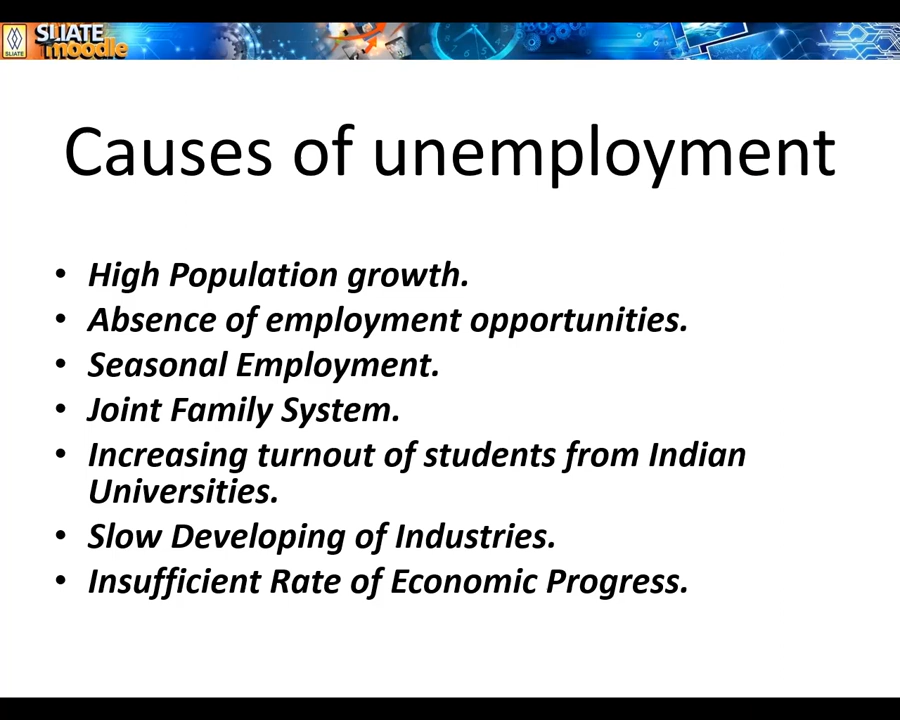 SLIATE
SLIATE
moodle
Causes of unemployment
• High Population growth.
• Absence of employment opportunities.
• Seasonal Employment.
• Joint Family System.
• Increasing turnout of students from Indian
Universities.
• Slow Developing of Industries.
• Insufficient Rate of Economic Progress.